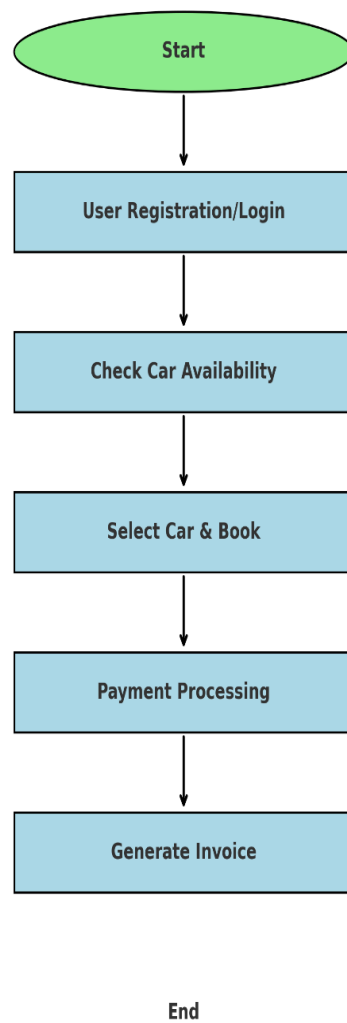 Start
User Registration/Login
Check Car Availability
Select Car & Book
Payment Processing
Generate Invoice
End